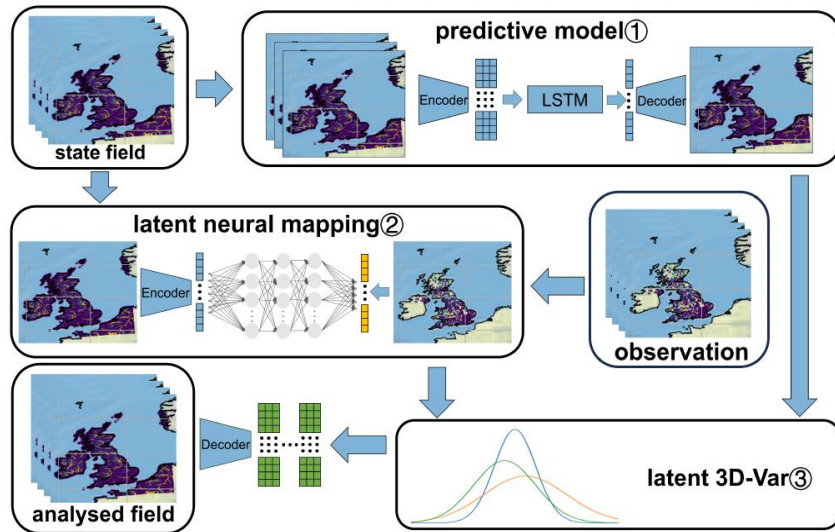 state field
predictive model①
Encoder
LSTM
Decoder
latent neural mapping②
Encoder
observation
analysed field
Decoder
latent 3D-Var③